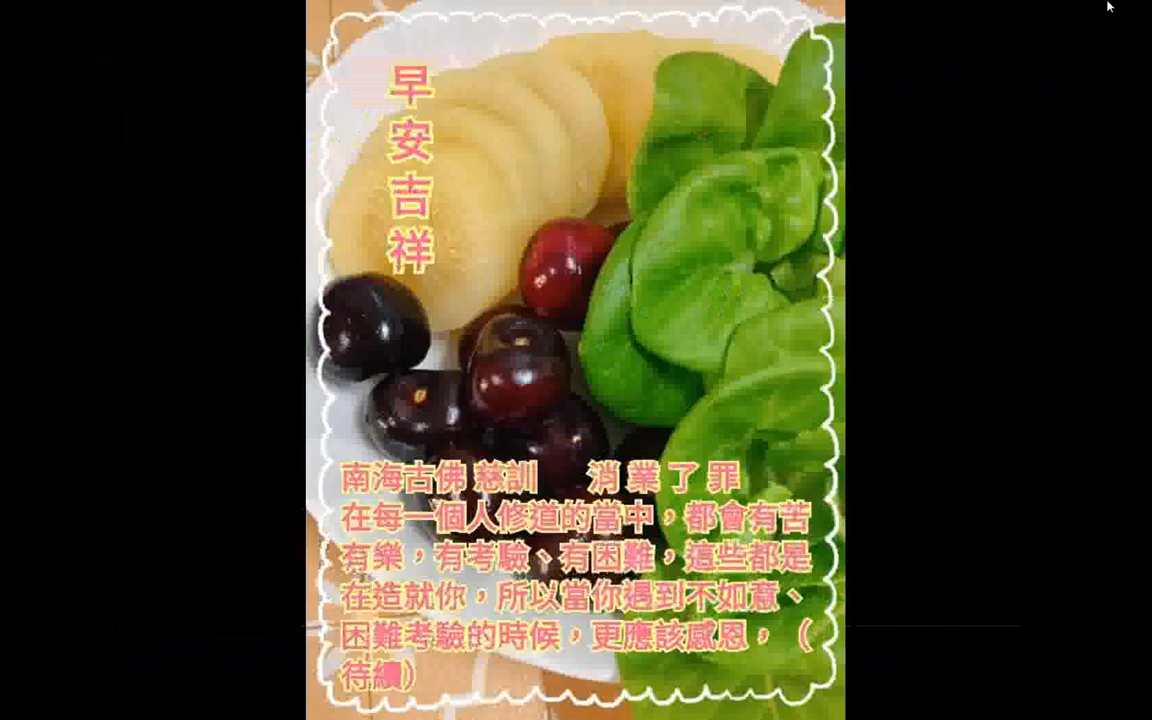 早安吉祥
南海古佛 慈訓　消 業 了 罪
在每一個人修道的當中，都會有苦
有樂，有考驗、有困難，這些都是
在造就你，所以當你遇到不如意、
困難考驗的時候，更應該感恩，（
待續）